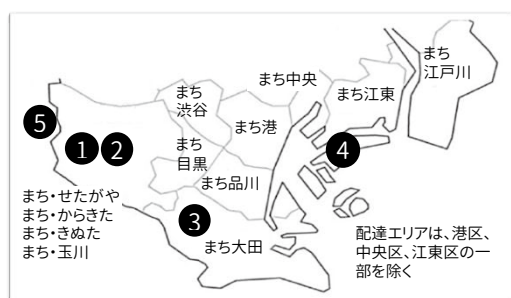 まち
江戸川
まち中央
まち江東
まち
渋谷
まち港
5
1
2
まち
目黒
4
まち品川
まち・せたがや
まち・からきた
まち・きぬた
まち・玉川
3
まち大田
配達エリアは、港区、
中央区、江東区の一
部を除く